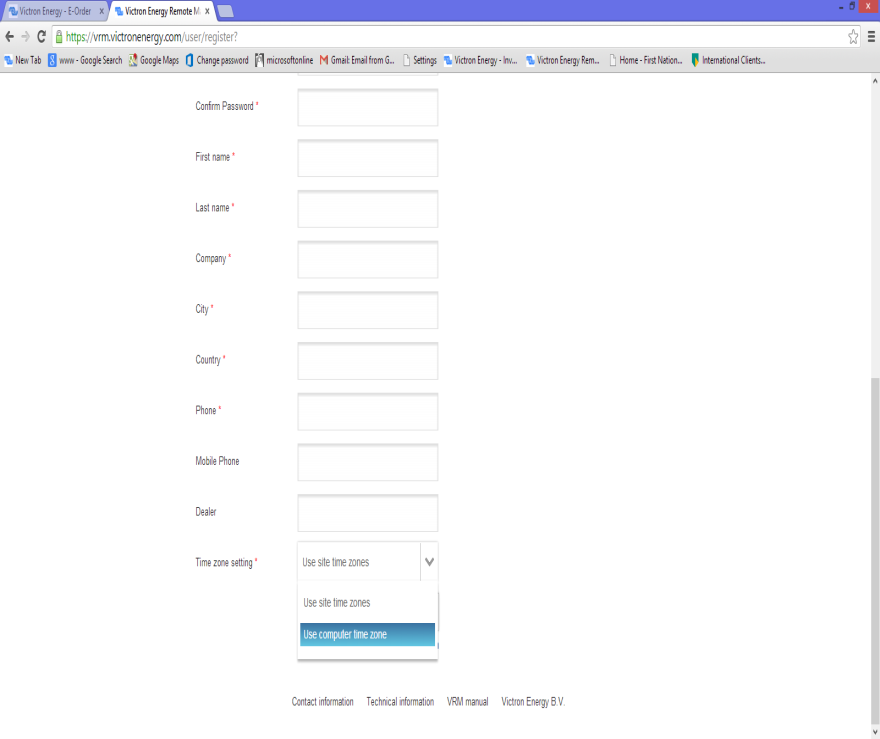 Victron Energy - E-Order x Victron Energy Remote M x
https://vrm.victronenergy.com/user/register?
New Tab www - Google Search Google Maps Change password microsoftonline Gmail: Email from G... Settings Victron Energy - Inv... Victron Energy Rem... Home - First Nation... International Clients...
Confirm Password *
First name *
Last name *
Company *
City *
Country *
Phone *
Mobile Phone
Dealer
Time zone setting * Use site time zones
Use site time zones
Use computer time zone
Contact information Technical information VRM manual Victron Energy B.V.